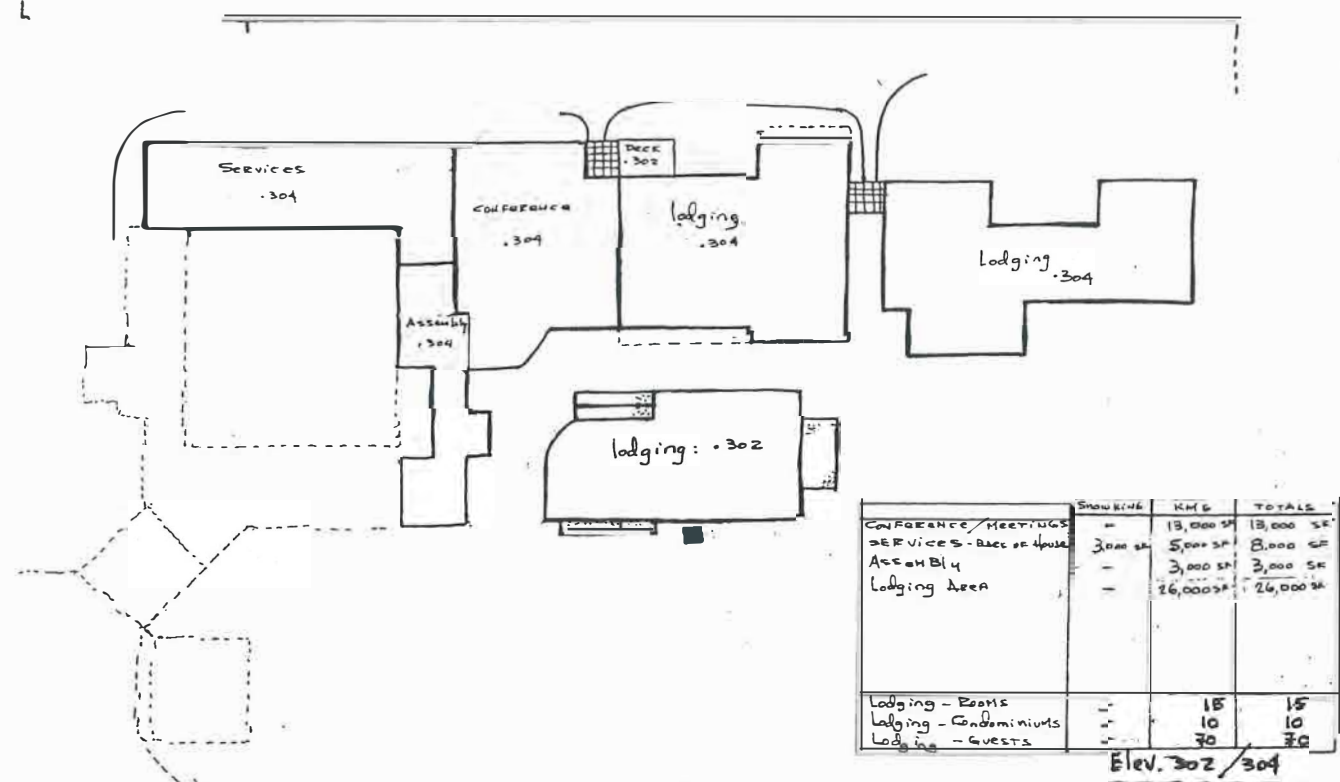 L
Deck
.302
Services
.304
Conference
.304
lodging
.304
Lodging
.304
Assembly
.304
lodging: .302
KMG TOTALS
Conference/Meetings - 13,000 SF 13,000 SF
Services - Back of House 3,000 SF 5,000 SF 8,000 SF
Assembly - 3,000 SF 3,000 SF
Lodging Area - 26,000 SF 26,000 SF
Lodging - Rooms - 15 15
Lodging - Condominiums - 10 10
Lodging - Guests - 70 70
Elev. 302/304